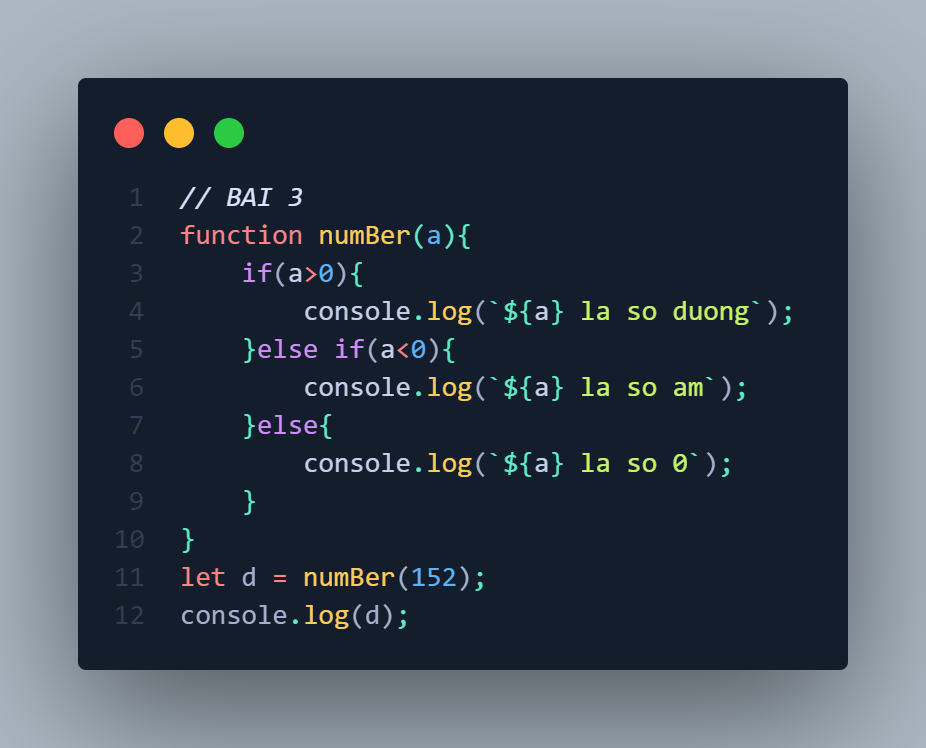 1 // BAI 3
2 function numBer(a){
3     if(a>0){
4         console.log(`${a} la so duong`);
5     }else if(a<0){
6         console.log(`${a} la so am`);
7     }else{
8         console.log(`${a} la so 0`);
9     }
10 }
11 let d = numBer(152);
12 console.log(d);